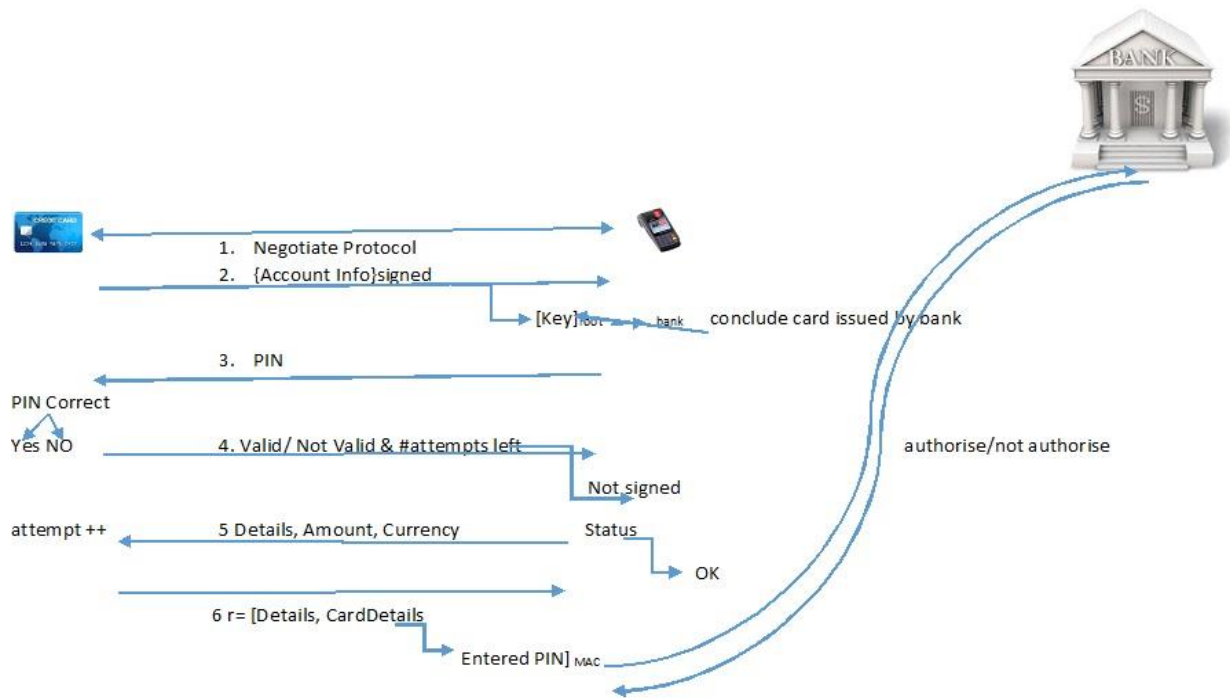 BANK
CREDIT CARD
1. Negotiate Protocol
2. {Account Info}signed
[Key]root bank conclude card issued by bank
3. PIN
PIN Correct
Yes NO
4. Valid/ Not Valid & #attempts left
authorise/not authorise
Not signed
attempt ++ 5 Details, Amount, Currency Status
OK
6 r= [Details, CardDetails
Entered PIN] MAC